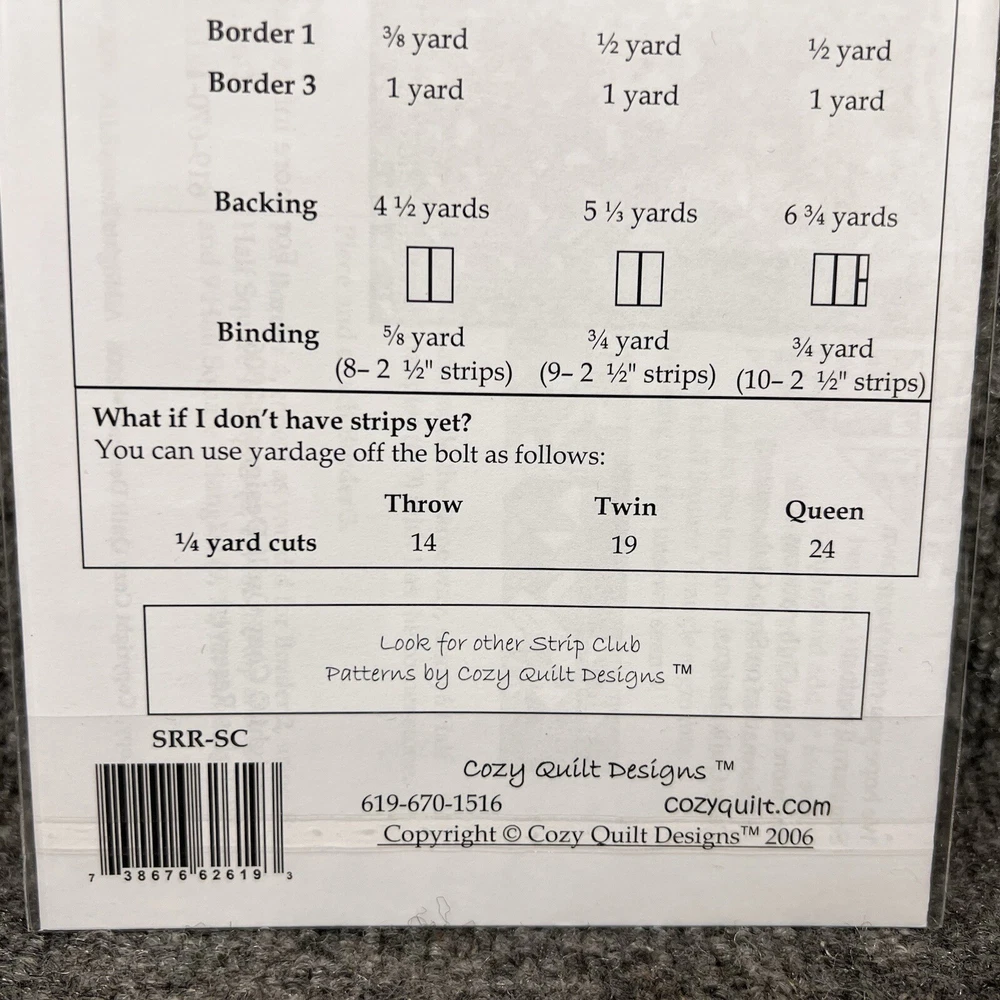 Border 1 ⅜ yard ½ yard ½ yard
Border 3 1 yard 1 yard 1 yard
Backing 4 ½ yards 5 ⅓ yards 6 ¾ yards
Binding ⅝ yard ¾ yard ¾ yard
(8– 2 ½" strips) (9– 2 ½" strips) (10– 2 ½" strips)
What if I don't have strips yet?
You can use yardage off the bolt as follows:
Throw Twin Queen
¼ yard cuts 14 19 24
Look for other Strip Club
Patterns by Cozy Quilt Designs ™
SRR-SC
Cozy Quilt Designs ™
619-670-1516 cozyquilt.com
Copyright © Cozy Quilt Designs™ 2006
7 38676 62619 3